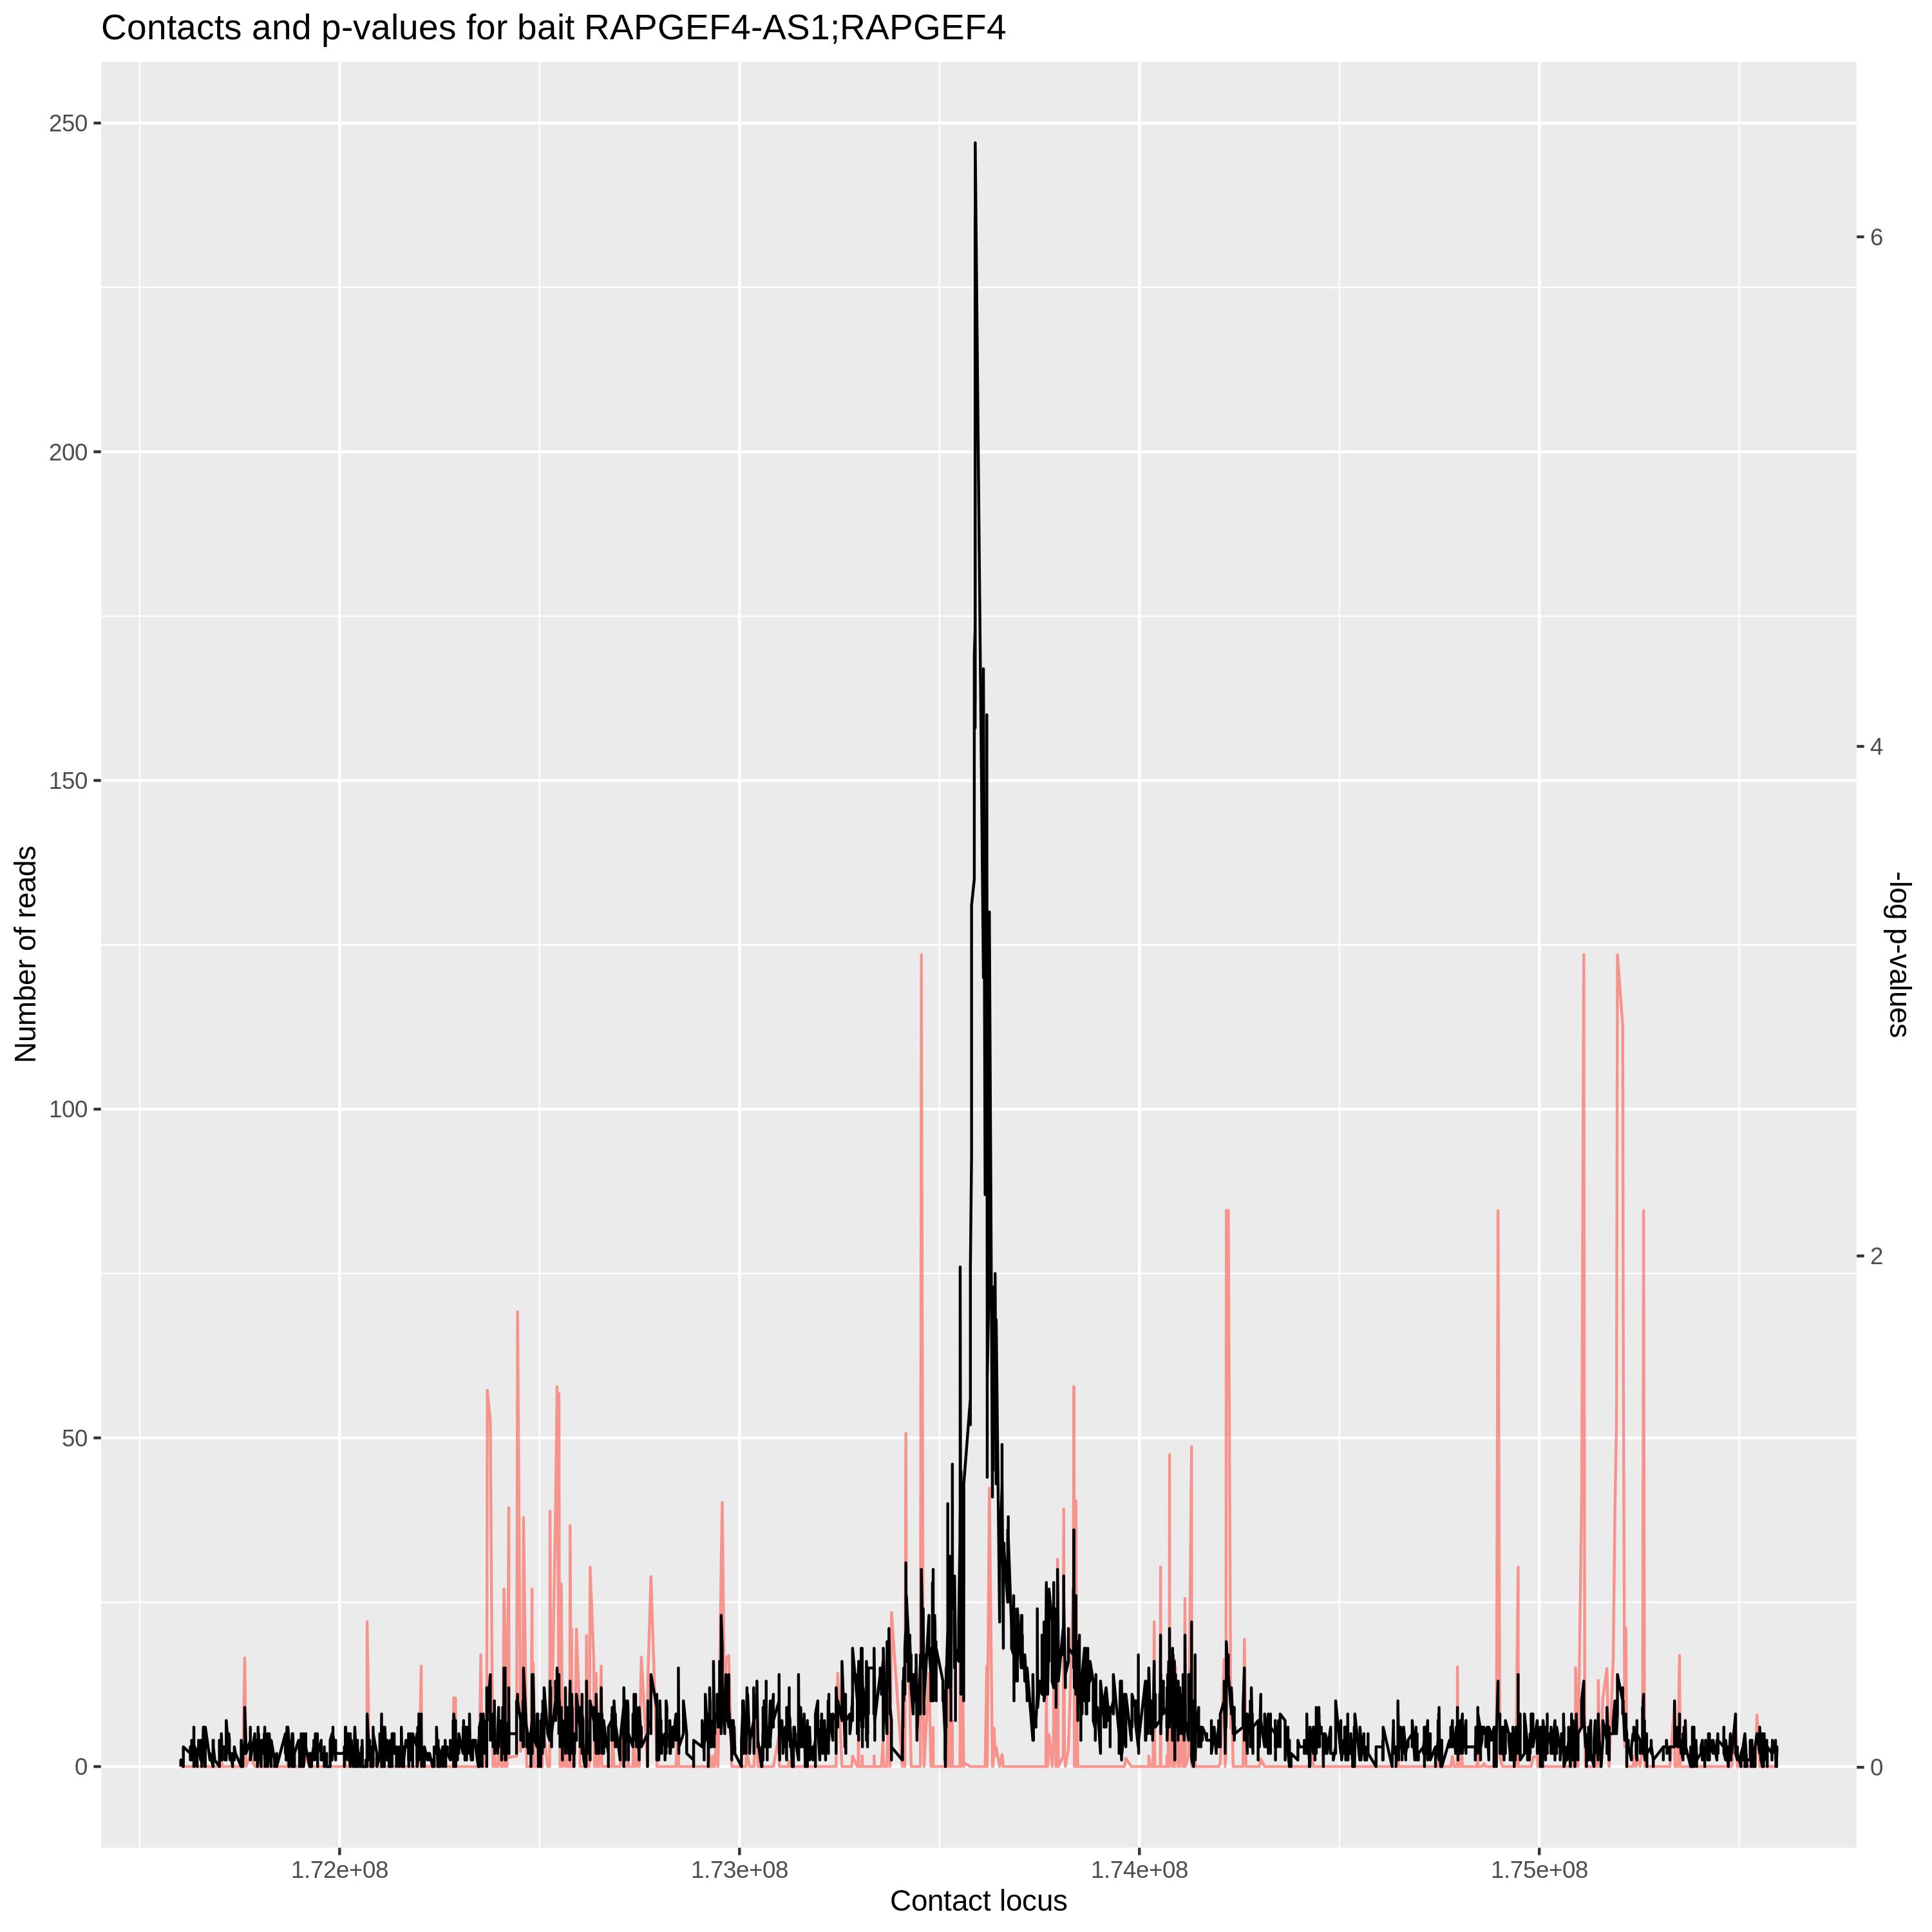 Contacts and p-values for bait RAPGEF4-AS1;RAPGEF4
250
200
150
100
50
0
Number of reads
6
4
2
0
-log p-values
1.72e+08 1.73e+08 1.74e+08 1.75e+08
Contact locus